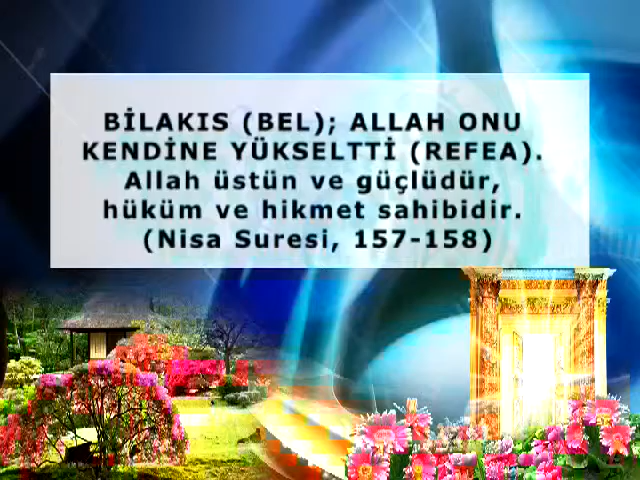 BİLAKIS (BEL); ALLAH ONU
KENDİNE YÜKSELTTİ (REFEA).
Allah üstün ve güçlüdür,
hüküm ve hikmet sahibidir.
(Nisa Suresi, 157-158)